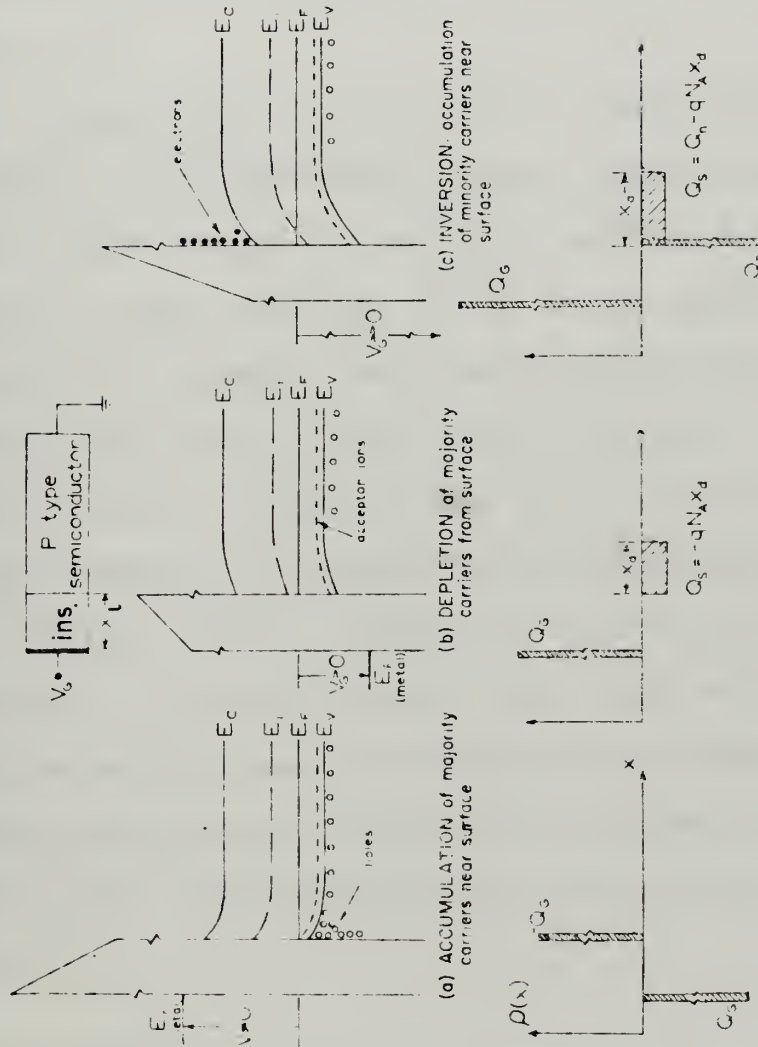 V_G
ins.
P type
semiconductor
x_i
E_F
E_C
E_i
E_F
E_V
holes
(a) ACCUMULATION of majority
carriers near surface
V_G>0
E_F
(metal)
E_C
E_i
E_F
E_V
acceptor ions
(b) DEPLETION of majority
carriers from surface
V_G>>0
electrons
E_C
E_i
E_F
E_V
(c) INVERSION: accumulation
of minority carriers near
surface
ρ(x)
Q_G
-Q_G
x
Q_G
x_d
Q_S = -qN_A x_d
Q_G
x_d
Q_S = Q_n - qN_A x_d